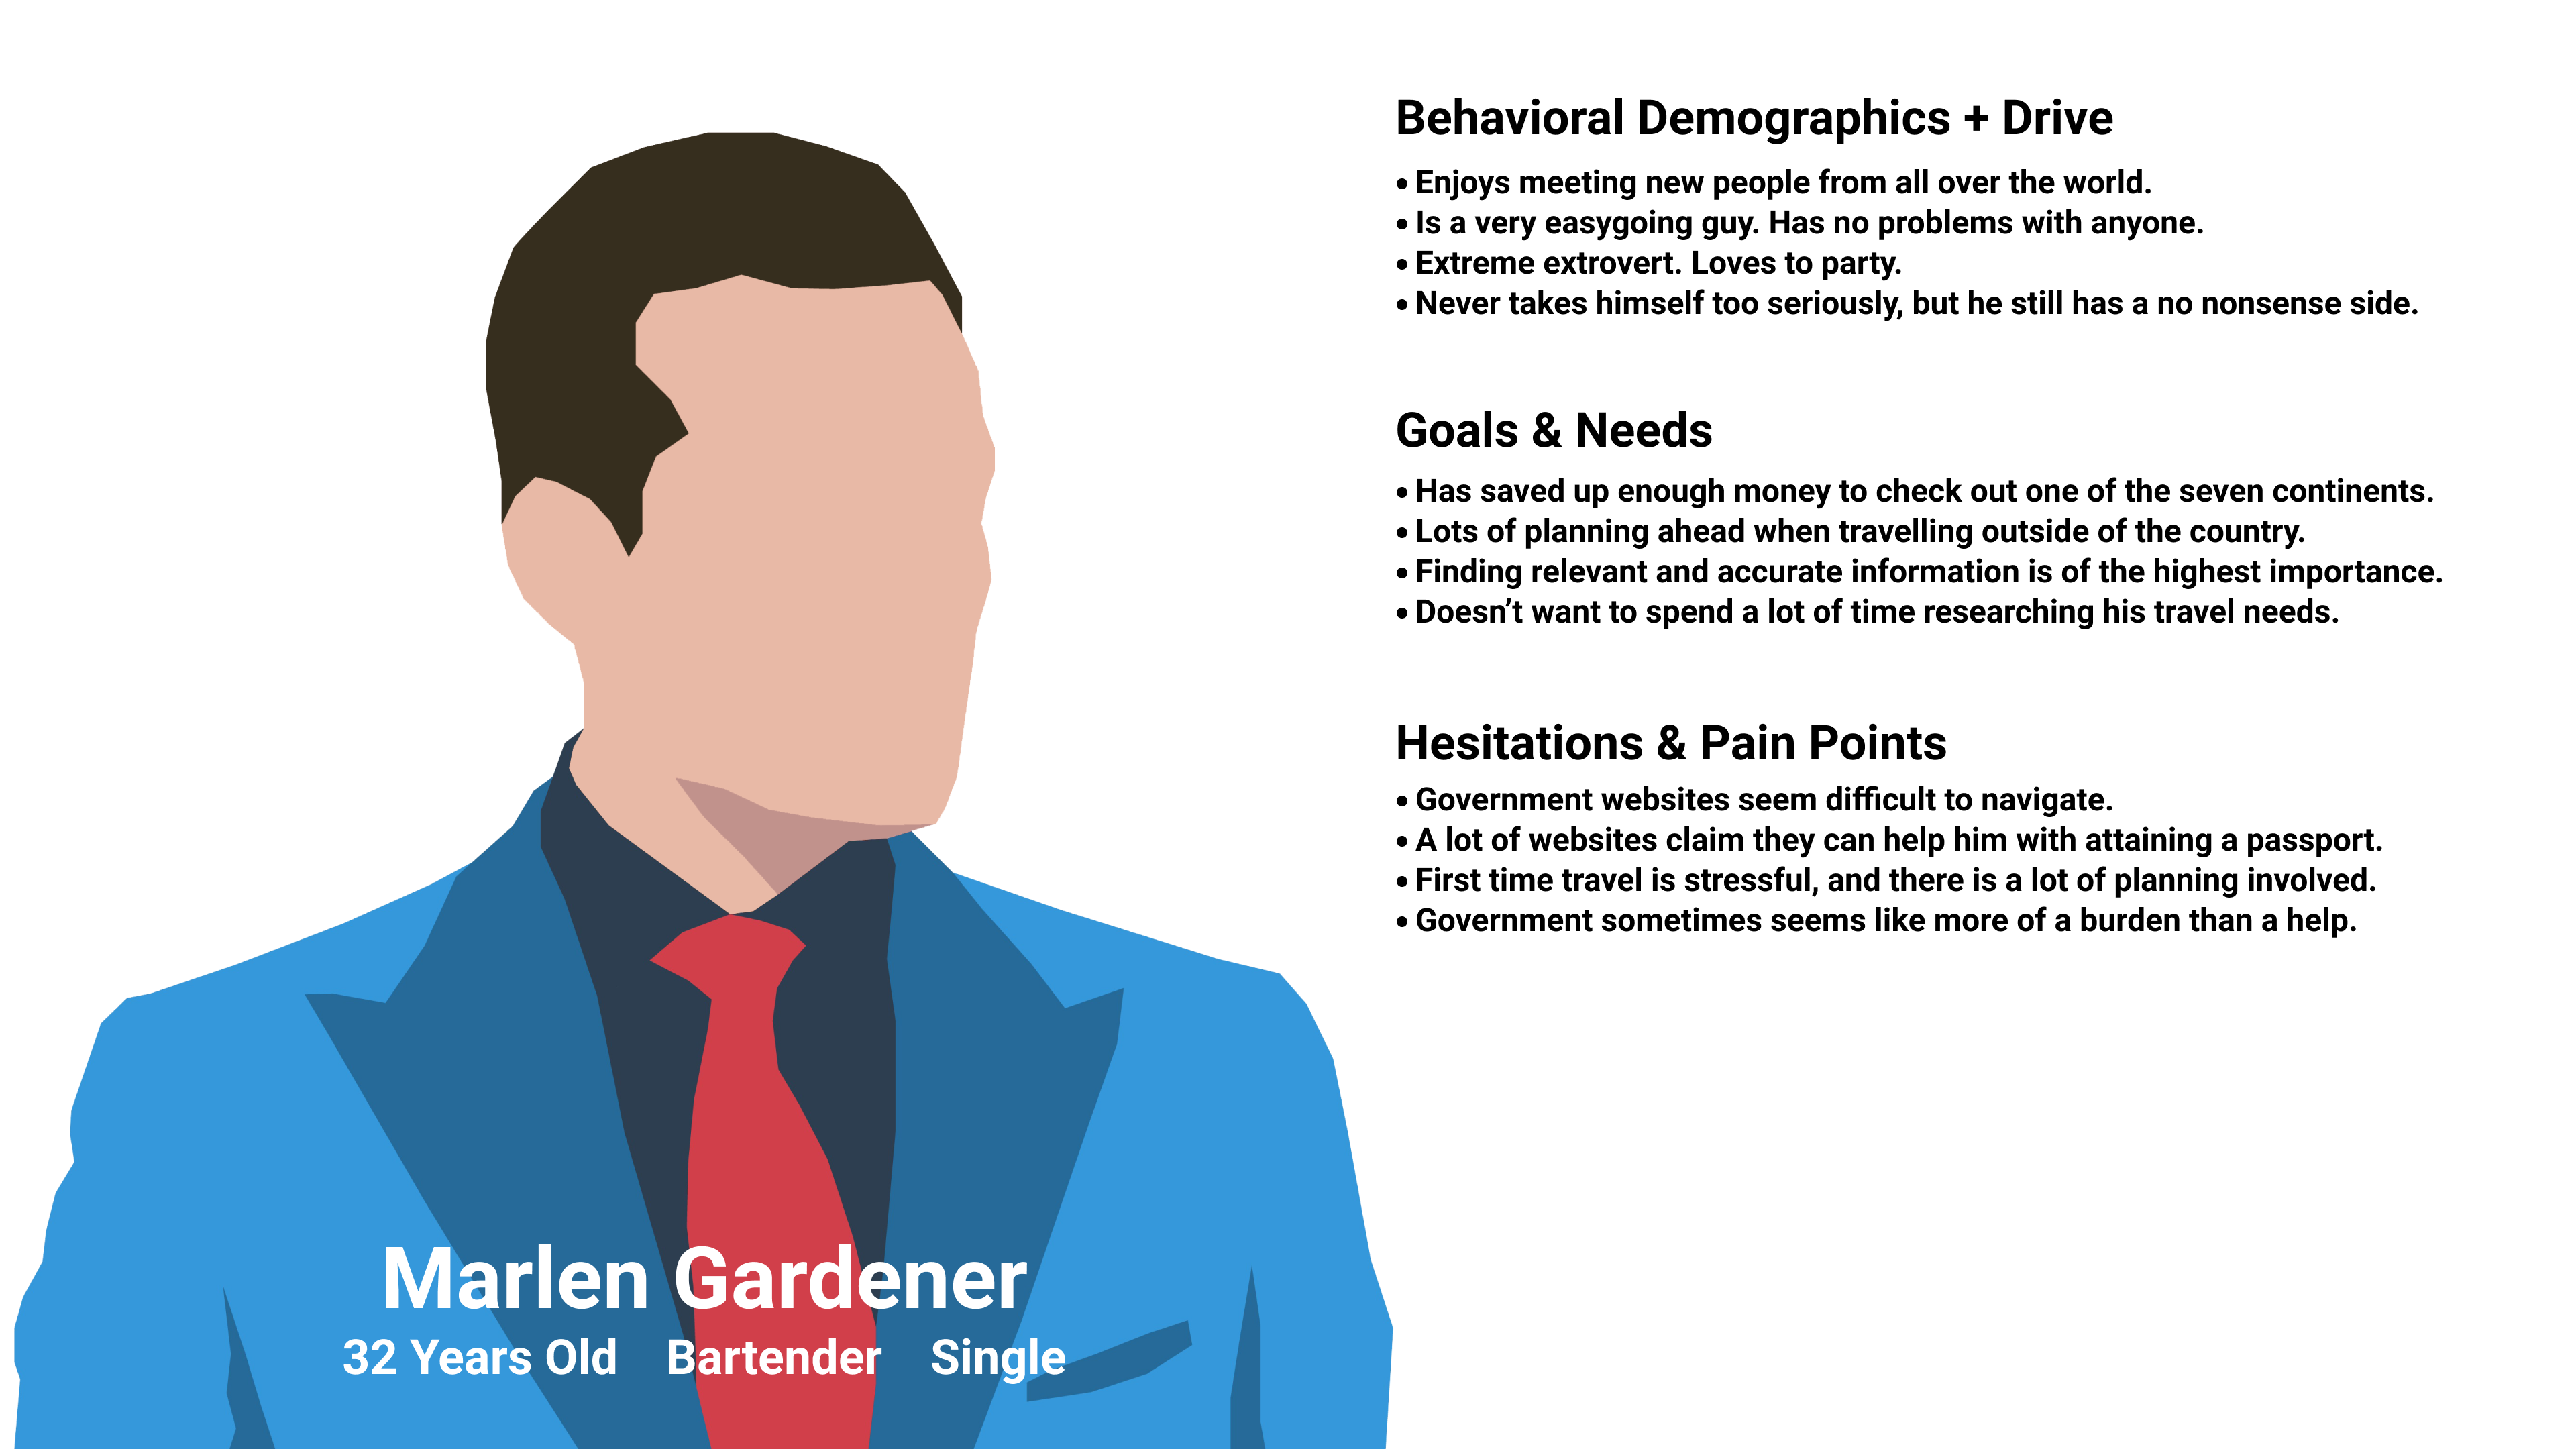 Behavioral Demographics + Drive
• Enjoys meeting new people from all over the world.
• Is a very easygoing guy. Has no problems with anyone.
• Extreme extrovert. Loves to party.
• Never takes himself too seriously, but he still has a no nonsense side.
Goals & Needs
• Has saved up enough money to check out one of the seven continents.
• Lots of planning ahead when travelling outside of the country.
• Finding relevant and accurate information is of the highest importance.
• Doesn’t want to spend a lot of time researching his travel needs.
Hesitations & Pain Points
• Government websites seem difficult to navigate.
• A lot of websites claim they can help him with attaining a passport.
• First time travel is stressful, and there is a lot of planning involved.
• Government sometimes seems like more of a burden than a help.
Marlen Gardener
32 Years Old Bartender Single